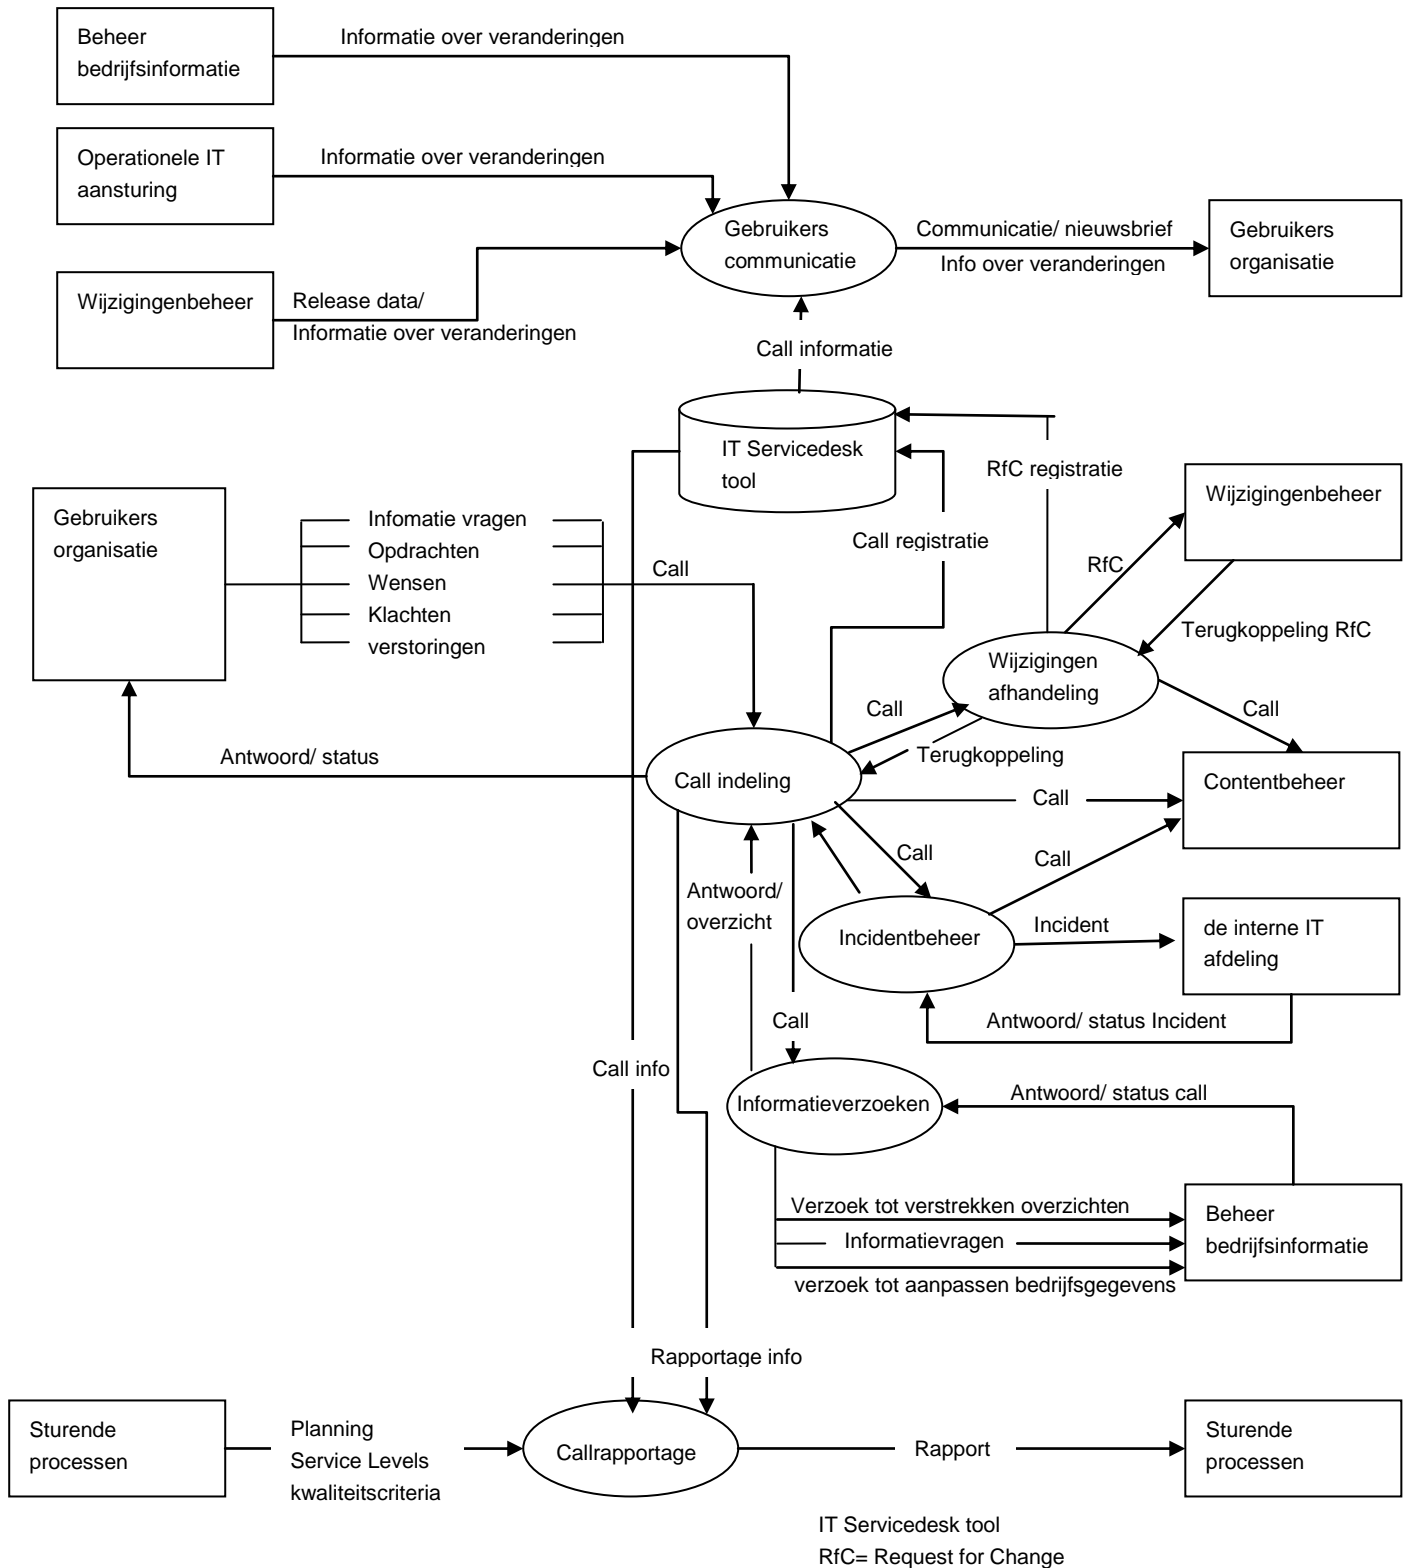 Beheer
bedrijfsinformatie
Informatie over veranderingen
Operationele IT
aansturing
Informatie over veranderingen
Gebruikers
communicatie
Communicatie/ nieuwsbrief
Info over veranderingen
Gebruikers
organisatie
Wijzigingenbeheer
Release data/
Informatie over veranderingen
Call informatie
IT Servicedesk
tool
RfC registratie
Wijzigingenbeheer
Gebruikers
organisatie
Infomatie vragen
Opdrachten
Wensen
Klachten
verstoringen
Call
Call registratie
RfC
Terugkoppeling RfC
Wijzigingen
afhandeling
Call
Call
Terugkoppeling
Antwoord/ status
Call indeling
Call
Contentbeheer
Call
Call
Antwoord/
overzicht
Incidentbeheer
Incident
de interne IT
afdeling
Antwoord/ status Incident
Call
Call info
Informatieverzoeken
Antwoord/ status call
Verzoek tot verstrekken overzichten
Informatievragen
verzoek tot aanpassen bedrijfsgegevens
Beheer
bedrijfsinformatie
Rapportage info
Sturende
processen
Planning
Service Levels
kwaliteitscriteria
Callrapportage
Rapport
Sturende
processen
IT Servicedesk tool
RfC= Request for Change